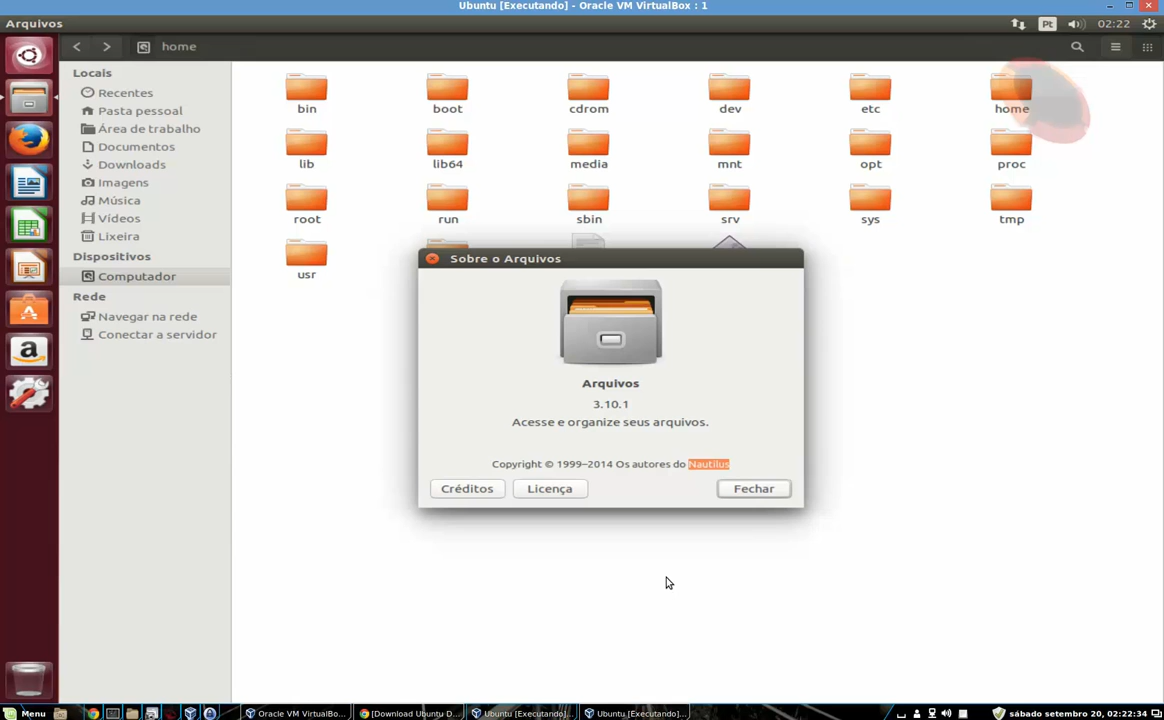 Ubuntu [Executando] - Oracle VM VirtualBox : 1
Arquivos
Pt
02:22
home
Locais
Recentes
Pasta pessoal
Área de trabalho
Documentos
Downloads
Imagens
Música
Vídeos
Lixeira
Dispositivos
Computador
Rede
Navegar na rede
Conectar a servidor
bin boot cdrom dev etc home
lib lib64 media mnt opt proc
root run sbin srv sys tmp
usr
Sobre o Arquivos
Arquivos
3.10.1
Acesse e organize seus arquivos.
Copyright © 1999–2014 Os autores do Nautilus
Créditos
Licença
Fechar
a
Menu
Oracle VM VirtualBo...
[Download Ubuntu D...
Ubuntu [Executando]...
Ubuntu [Executando]...
sábado setembro 20, 02:22:34